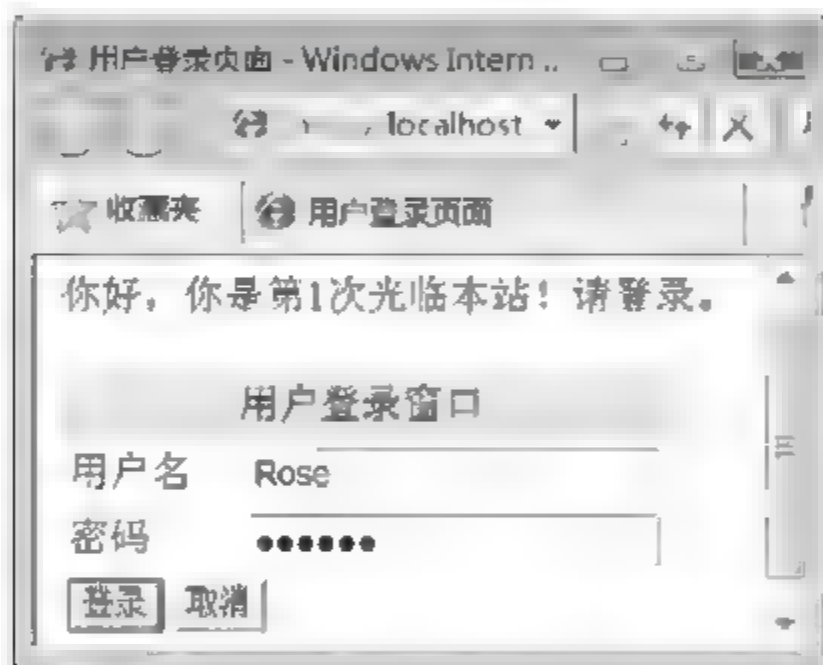 用户登录页面 - Windows Intern ..
localhost
收藏夹
用户登录页面
你好，你是第1次光临本站！请登录。
用户登录窗口
用户名 Rose
密码 ●●●●●●
登录 取消